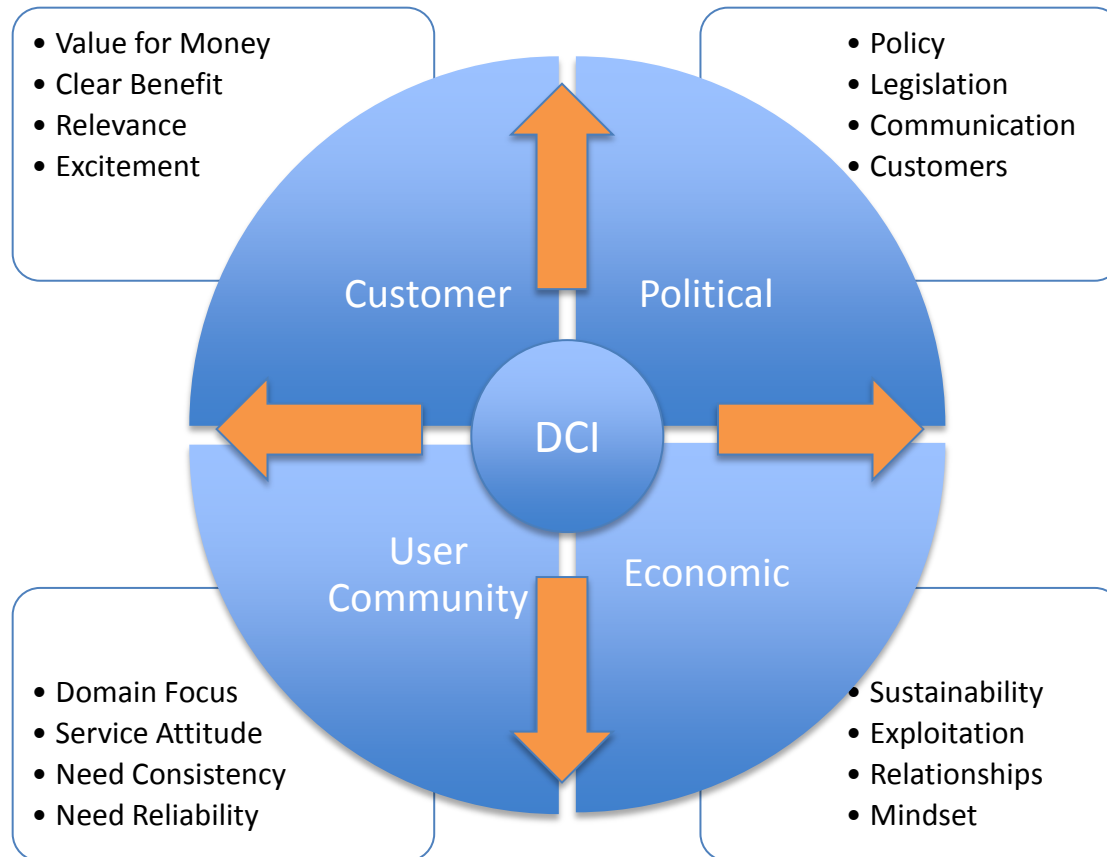 • Value for Money
• Clear Benefit
• Relevance
• Excitement
• Policy
• Legislation
• Communication
• Customers
Customer
Political
DCI
User
Community
Economic
• Domain Focus
• Service Attitude
• Need Consistency
• Need Reliability
• Sustainability
• Exploitation
• Relationships
• Mindset